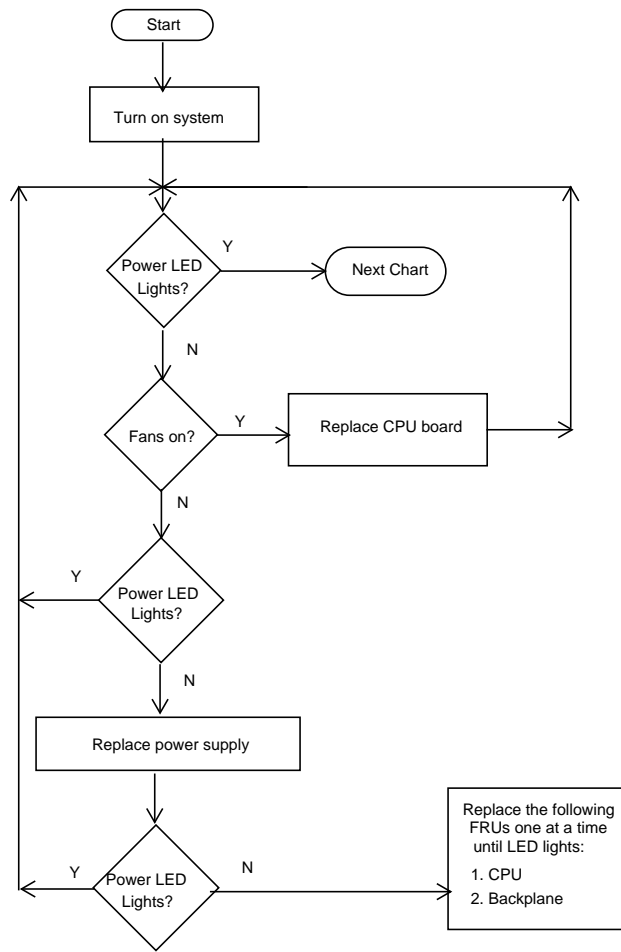 Start
Turn on system
Power LED
Lights?
Y
Next Chart
N
Fans on?
Y
Replace CPU board
N
Power LED
Lights?
Y
N
Replace power supply
Power LED
Lights?
Y
N
Replace the following
FRUs one at a time
until LED lights:
1. CPU
2. Backplane